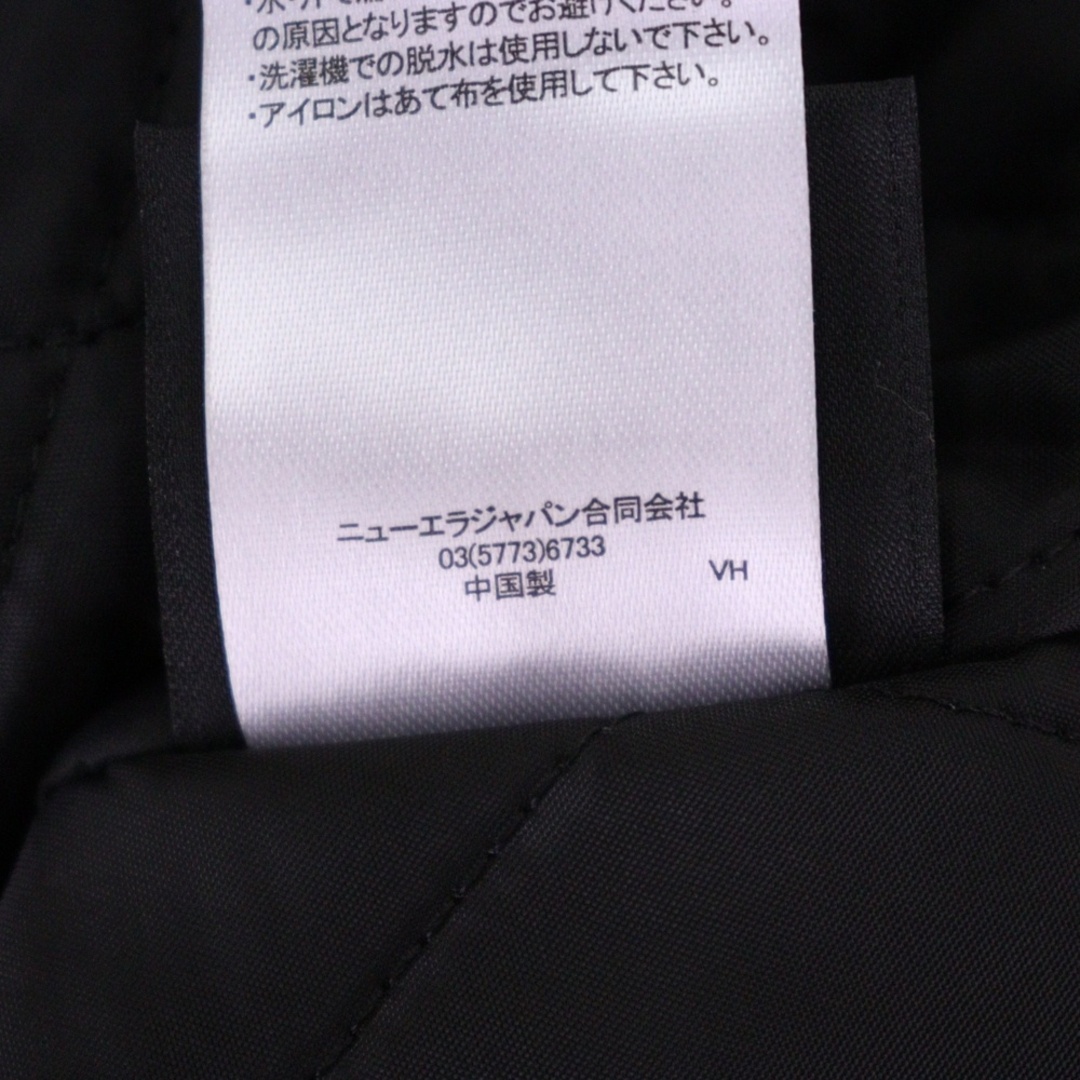 の原因となりますのでお避けください。
・洗濯機での脱水は使用しないで下さい。
・アイロンはあて布を使用して下さい。
ニューエラジャパン合同会社
03(5773)6733
中国製
VH